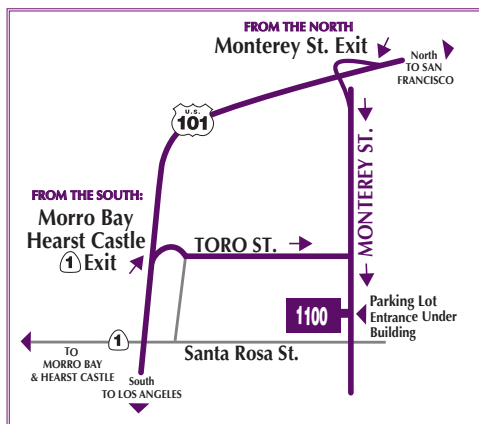 FROM THE NORTH
Monterey St. Exit
North
TO SAN
FRANCISCO
U.S.
101
MONTEREY ST.
FROM THE SOUTH:
Morro Bay
Hearst Castle
1 Exit
TORO ST.
1100
Parking Lot
Entrance Under
Building
1
Santa Rosa St.
TO
MORRO BAY
& HEARST CASTLE
South
TO LOS ANGELES